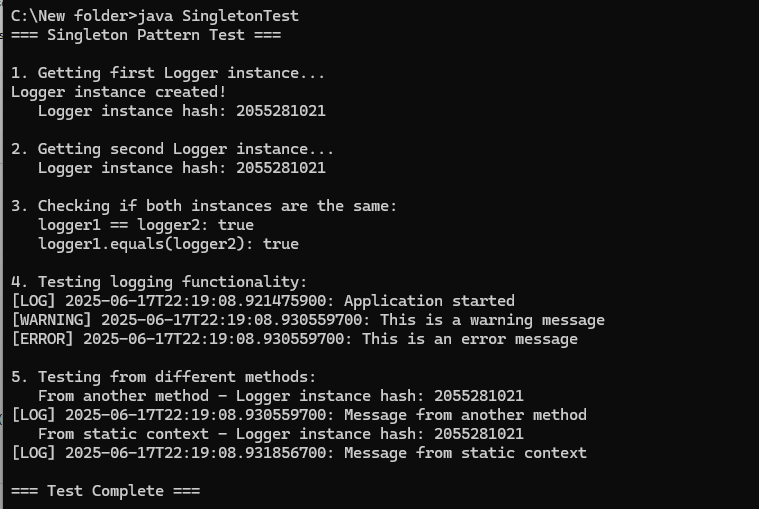 C:\New folder>java SingletonTest
=== Singleton Pattern Test ===
1. Getting first Logger instance...
Logger instance created!
Logger instance hash: 2055281021
2. Getting second Logger instance...
Logger instance hash: 2055281021
3. Checking if both instances are the same:
logger1 == logger2: true
logger1.equals(logger2): true
4. Testing logging functionality:
[LOG] 2025-06-17T22:19:08.921475900: Application started
[WARNING] 2025-06-17T22:19:08.930559700: This is a warning message
[ERROR] 2025-06-17T22:19:08.930559700: This is an error message
5. Testing from different methods:
From another method - Logger instance hash: 2055281021
[LOG] 2025-06-17T22:19:08.930559700: Message from another method
From static context - Logger instance hash: 2055281021
[LOG] 2025-06-17T22:19:08.931856700: Message from static context
=== Test Complete ===